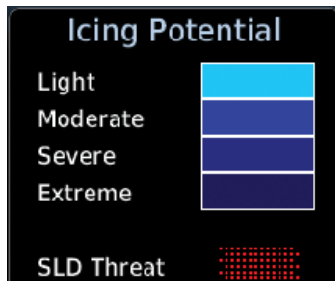 Icing Potential
Light
Moderate
Severe
Extreme
SLD Threat